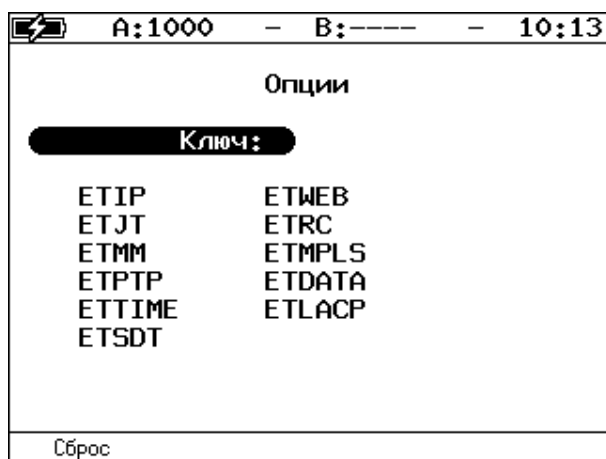 A:1000 – B:---- – 10:13
Опции
Ключ:
ETIP ETWEB
ETJT ETRC
ETMM ETMPLS
ETPTP ETDATA
ETTIME ETLACP
ETSDT
Сброс